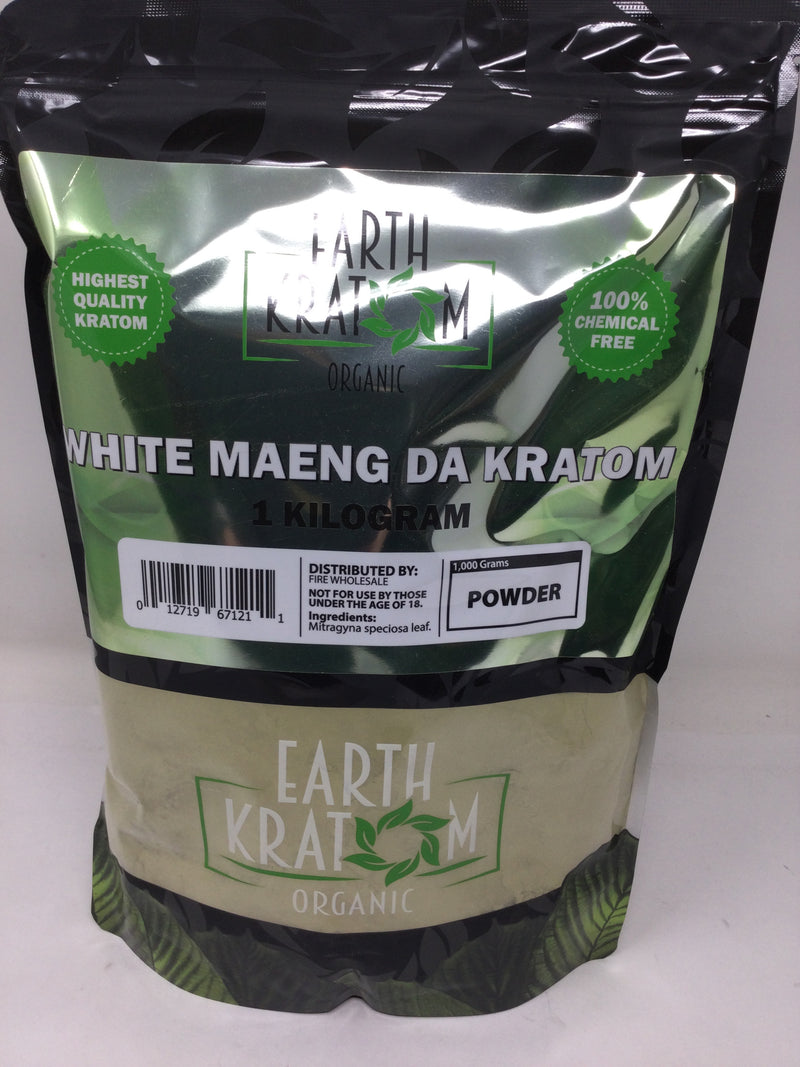 EARTH
KRATOM
ORGANIC
HIGHEST
QUALITY
KRATOM
100%
CHEMICAL
FREE
WHITE MAENG DA KRATOM
1 KILOGRAM
0 12719 67121 1
DISTRIBUTED BY:
FIRE WHOLESALE
NOT FOR USE BY THOSE
UNDER THE AGE OF 18.
Ingredients:
Mitragyna speciosa leaf.
1,000 Grams
POWDER
EARTH
KRATOM
ORGANIC